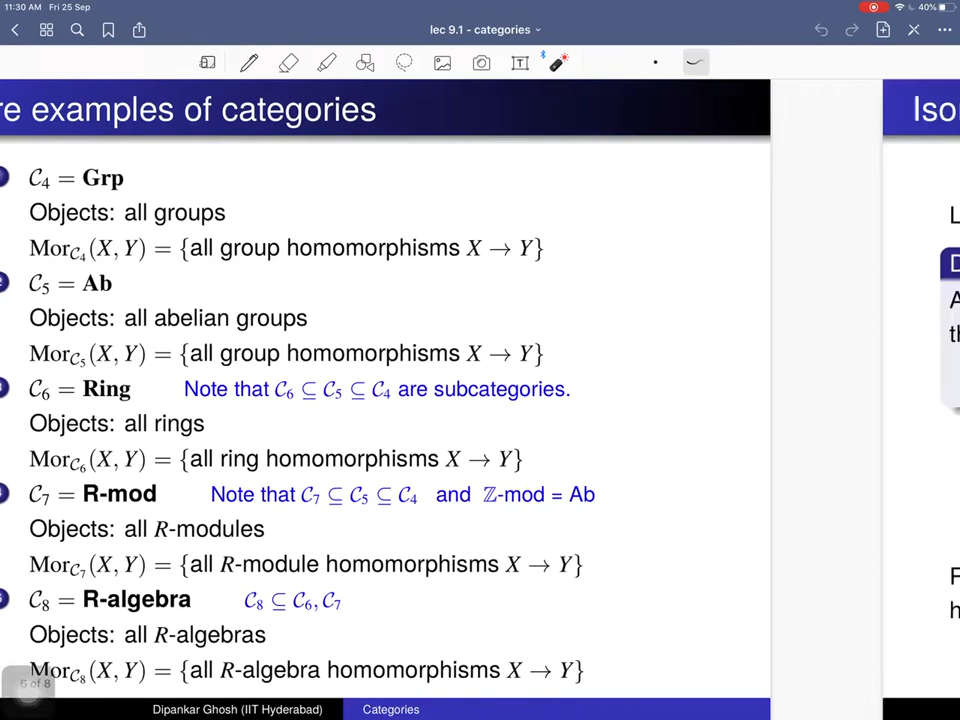 11:30 AM Fri 25 Sep
40%
lec 9.1 - categories
re examples of categories
Iso
C₄ = Grp
Objects: all groups
Mor_C₄(X, Y) = {all group homomorphisms X → Y}
C₅ = Ab
Objects: all abelian groups
Mor_C₅(X, Y) = {all group homomorphisms X → Y}
C₆ = Ring Note that C₆ ⊆ C₅ ⊆ C₄ are subcategories.
Objects: all rings
Mor_C₆(X, Y) = {all ring homomorphisms X → Y}
C₇ = R-mod Note that C₇ ⊆ C₅ ⊆ C₄ and ℤ-mod = Ab
Objects: all R-modules
Mor_C₇(X, Y) = {all R-module homomorphisms X → Y}
C₈ = R-algebra C₈ ⊆ C₆, C₇
Objects: all R-algebras
Mor_C₈(X, Y) = {all R-algebra homomorphisms X → Y}
6 of 8
Dipankar Ghosh (IIT Hyderabad) Categories
L
D
A
th
F
h